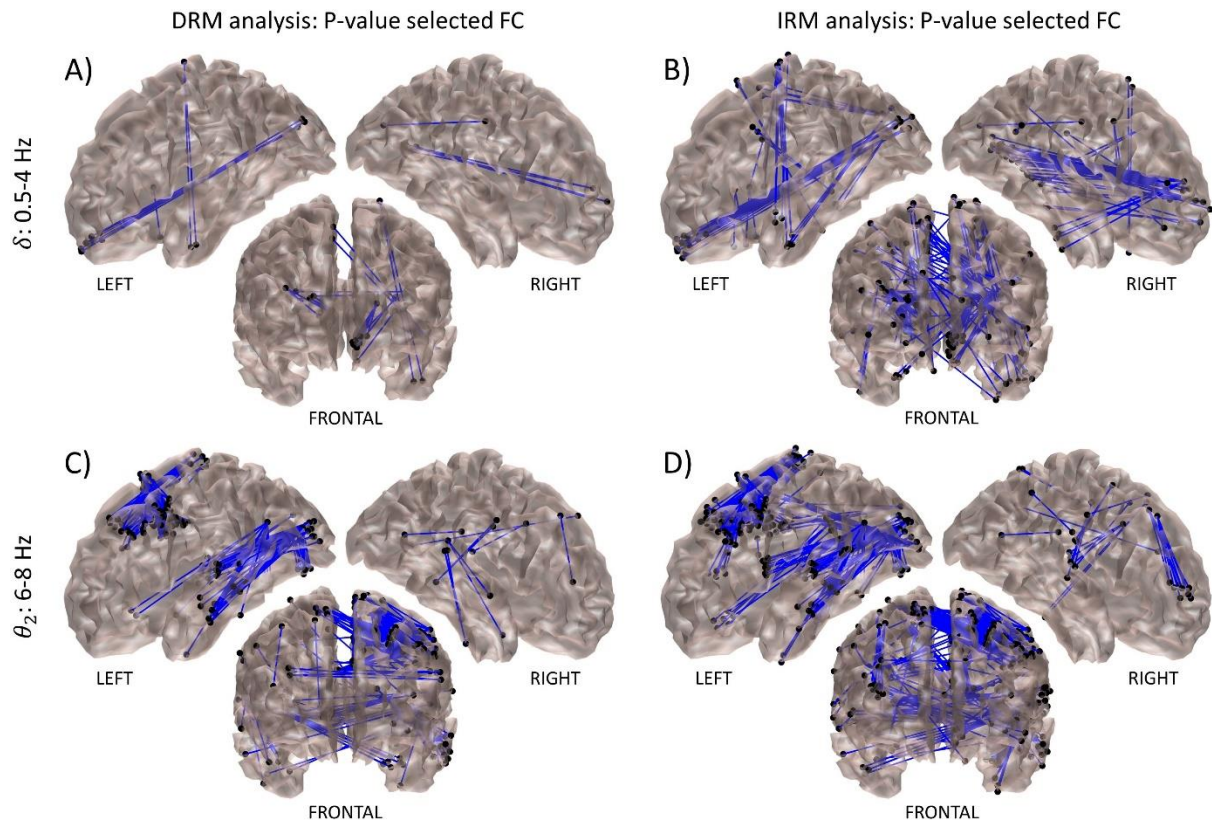 DRM analysis: P-value selected FC
IRM analysis: P-value selected FC
A)
B)
δ: 0.5-4 Hz
LEFT
RIGHT
LEFT
RIGHT
FRONTAL
FRONTAL
C)
D)
θ₂: 6-8 Hz
LEFT
RIGHT
LEFT
RIGHT
FRONTAL
FRONTAL